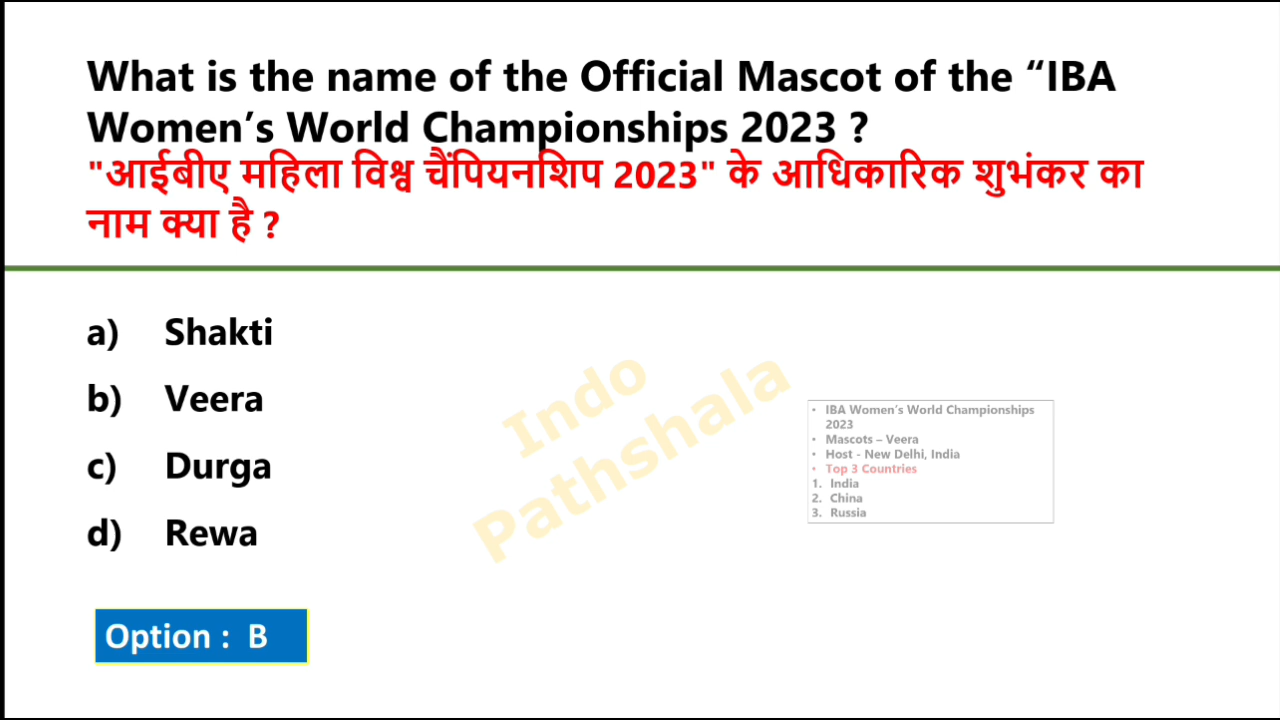 What is the name of the Official Mascot of the “IBA
Women’s World Championships 2023 ?
"आईबीए महिला विश्व चैंपियनशिप 2023" के आधिकारिक शुभंकर का
नाम क्या है ?
a) Shakti
b) Veera
c) Durga
d) Rewa
Indo
Pathshala
• IBA Women’s World Championships
2023
• Mascots – Veera
• Host - New Delhi, India
• Top 3 Countries
1. India
2. China
3. Russia
Option : B